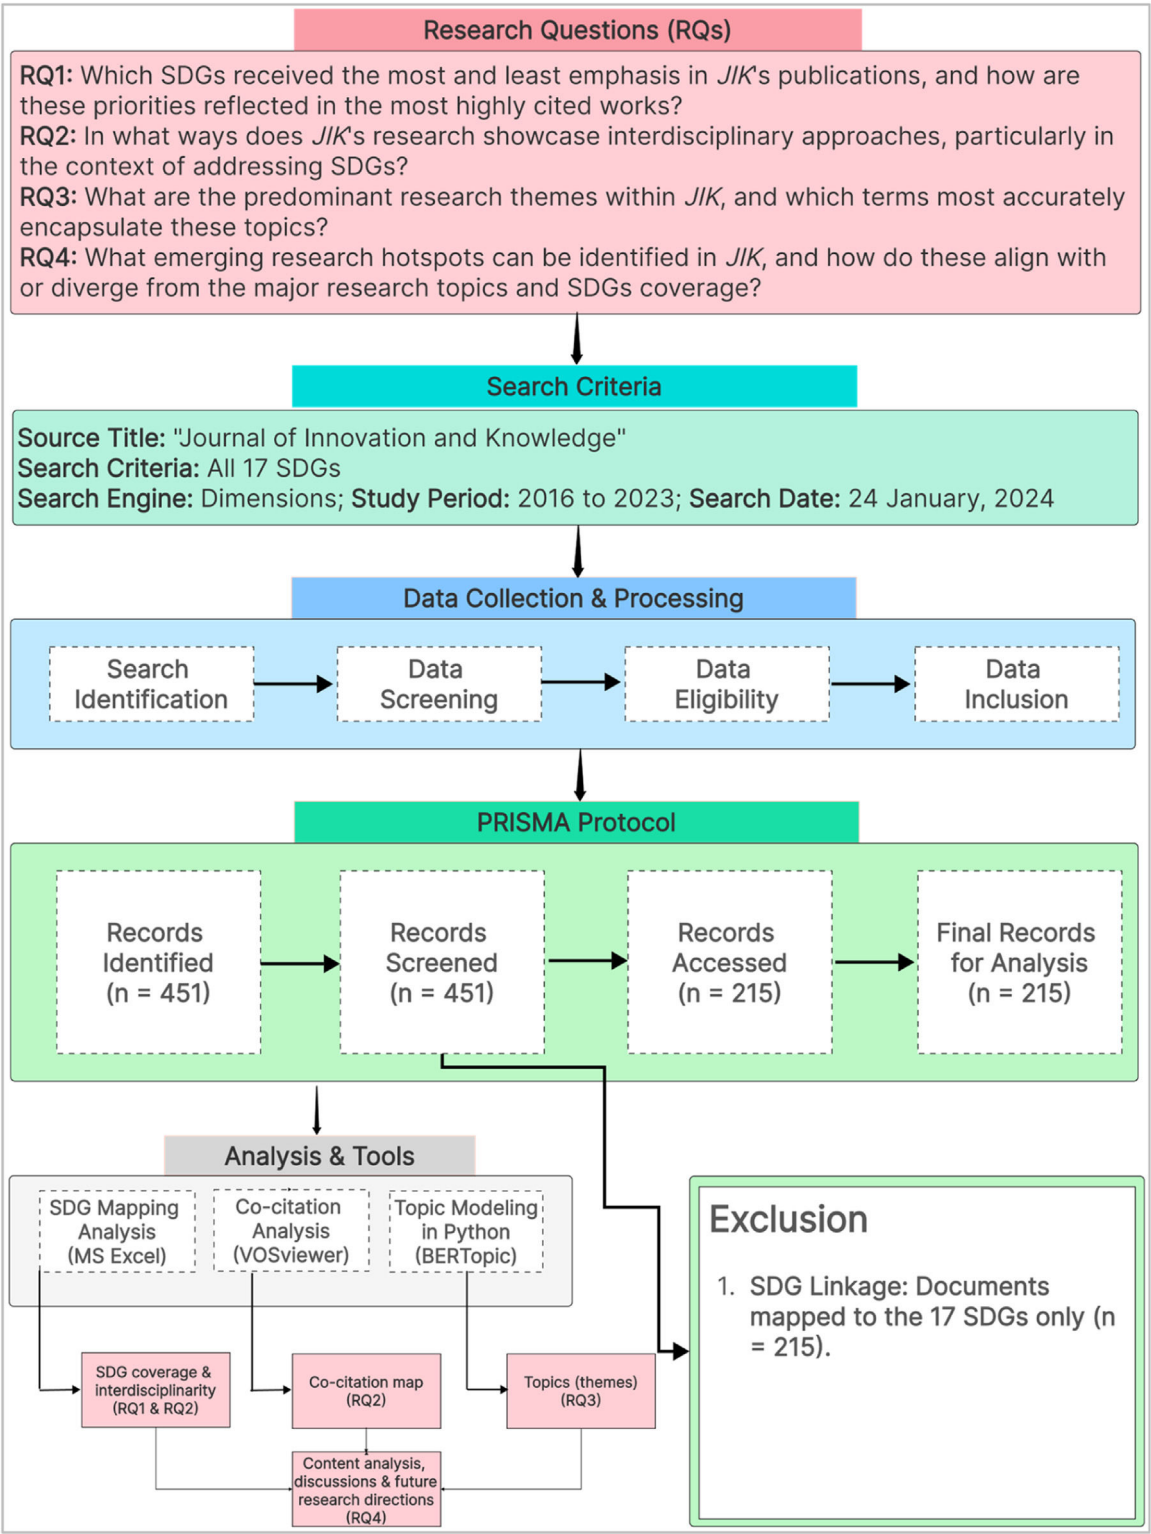 Research Questions (RQs)
RQ1: Which SDGs received the most and least emphasis in JIK's publications, and how are
these priorities reflected in the most highly cited works?
RQ2: In what ways does JIK's research showcase interdisciplinary approaches, particularly in
the context of addressing SDGs?
RQ3: What are the predominant research themes within JIK, and which terms most accurately
encapsulate these topics?
RQ4: What emerging research hotspots can be identified in JIK, and how do these align with
or diverge from the major research topics and SDGs coverage?
Search Criteria
Source Title: "Journal of Innovation and Knowledge"
Search Criteria: All 17 SDGs
Search Engine: Dimensions; Study Period: 2016 to 2023; Search Date: 24 January, 2024
Data Collection & Processing
Search
Identification
Data
Screening
Data
Eligibility
Data
Inclusion
PRISMA Protocol
Records
Identified
(n = 451)
Records
Screened
(n = 451)
Records
Accessed
(n = 215)
Final Records
for Analysis
(n = 215)
Analysis & Tools
SDG Mapping
Analysis
(MS Excel)
Co-citation
Analysis
(VOSviewer)
Topic Modeling
in Python
(BERTopic)
SDG coverage &
interdisciplinarity
(RQ1 & RQ2)
Co-citation map
(RQ2)
Topics (themes)
(RQ3)
Content analysis,
discussions & future
research directions
(RQ4)
Exclusion
1. SDG Linkage: Documents
mapped to the 17 SDGs only (n
= 215).